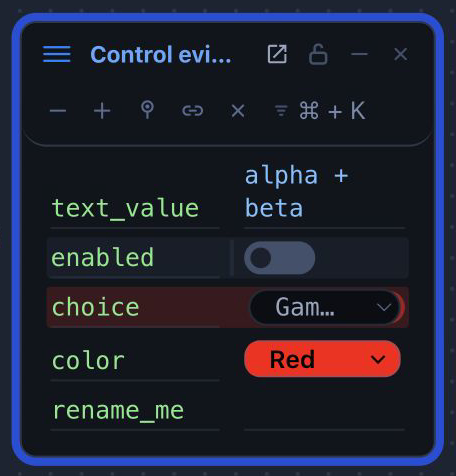 Control evi...
⌘ + K
alpha +
text_value beta
enabled
choice Gam...
color Red
rename_me